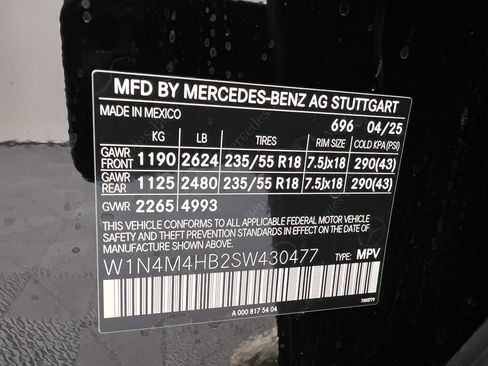 MFD BY MERCEDES-BENZ AG STUTTGART
MADE IN MEXICO 696 04/25
KG LB TIRES RIM SIZE COLD KPA (PSI)
GAWR FRONT 1190 2624 235/55 R18 7.5Jx18 290(43)
GAWR REAR 1125 2480 235/55 R18 7.5Jx18 290(43)
GVWR 2265 4993
THIS VEHICLE CONFORMS TO ALL APPLICABLE FEDERAL MOTOR VEHICLE
SAFETY BUMPER AND THEFT PREVENTION STANDARDS IN EFFECT ON THE DATE OF
MANUFACTURE SHOWN ABOVE.
W1N4M4HB2SW430477 TYPE: MPV
A 000 817 54 04